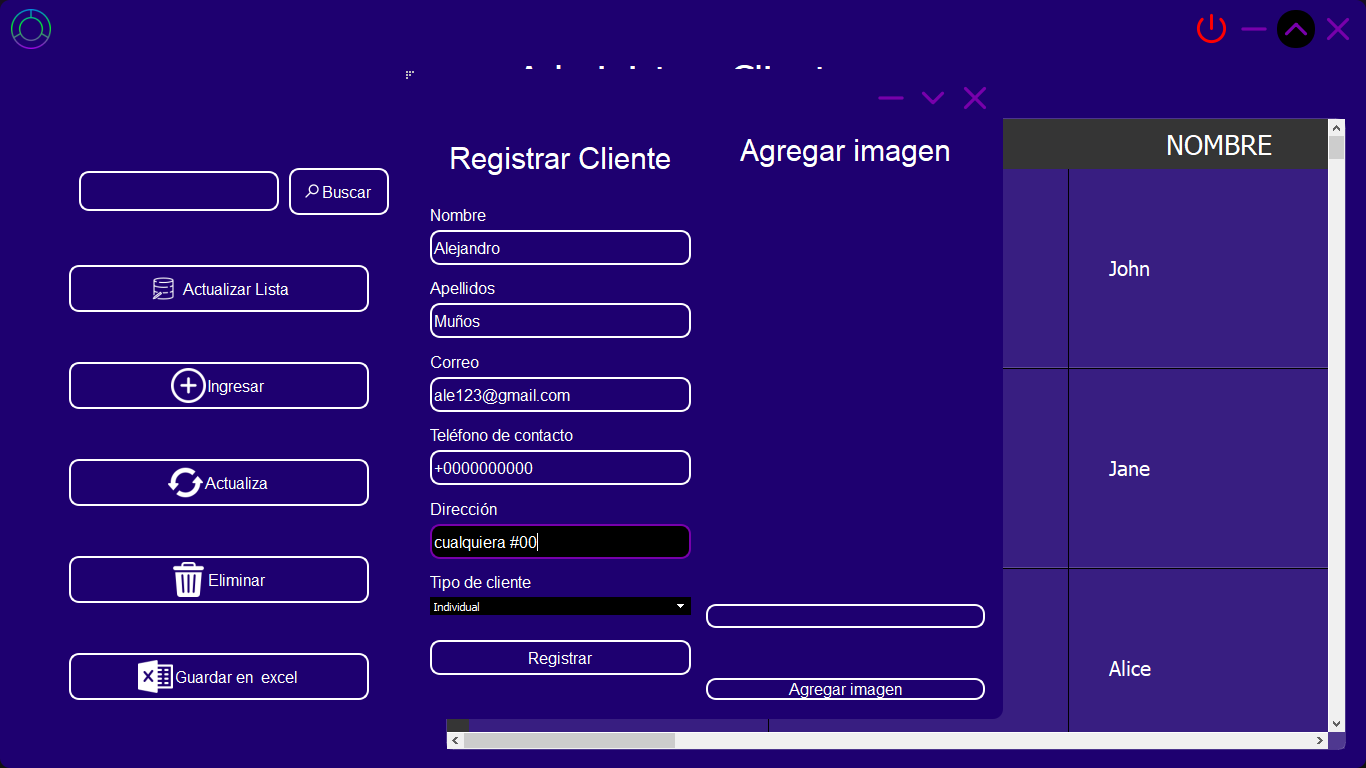 Buscar
Actualizar Lista
Ingresar
Actualiza
Eliminar
Guardar en excel
Registrar Cliente
Nombre
Alejandro
Apellidos
Muños
Correo
ale123@gmail.com
Teléfono de contacto
+0000000000
Dirección
cualquiera #00
Tipo de cliente
Individual
Registrar
Agregar imagen
Agregar imagen
NOMBRE
John
Jane
Alice